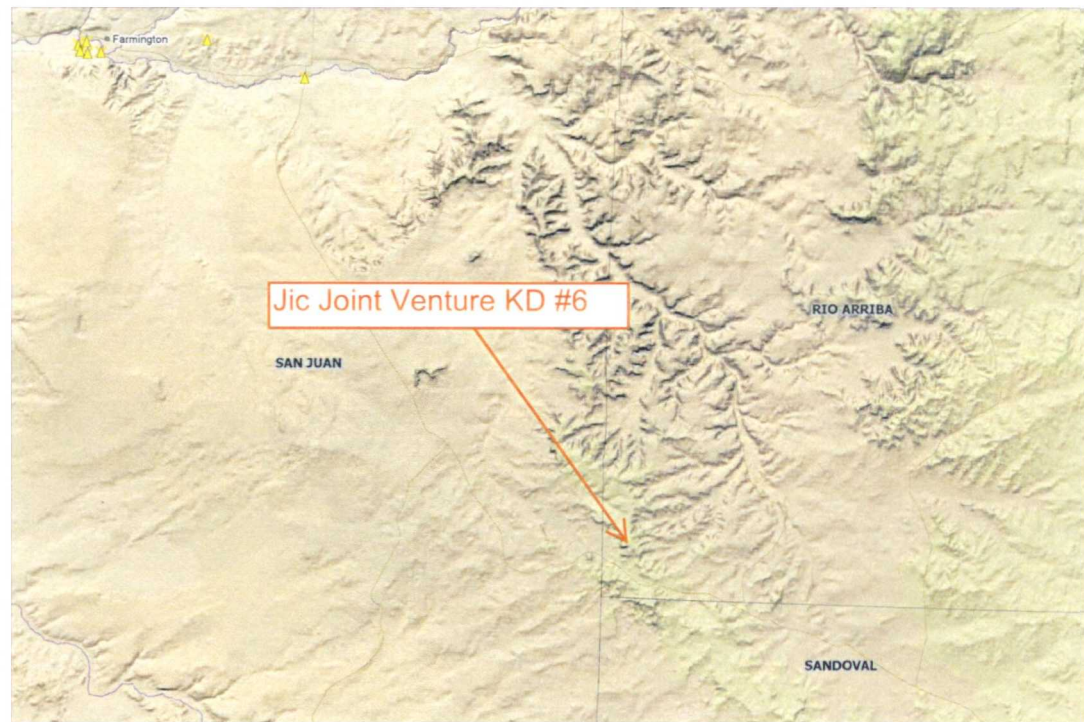 Farmington
Jic Joint Venture KD #6
RIO ARRIBA
SAN JUAN
SANDOVAL